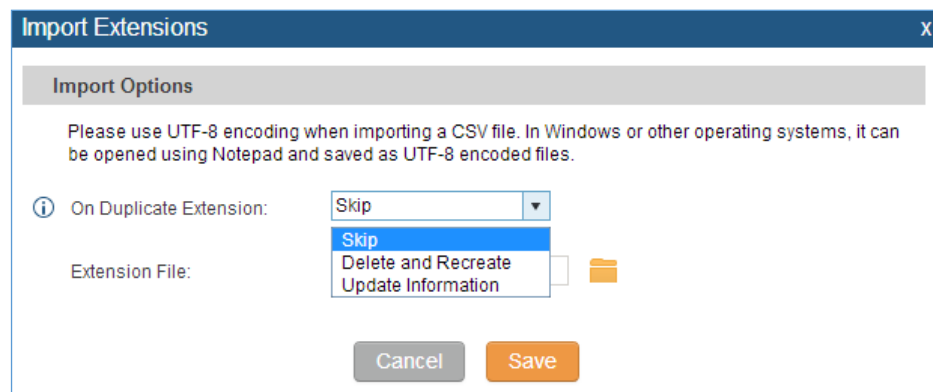 Import Extensions
X
Import Options
Please use UTF-8 encoding when importing a CSV file. In Windows or other operating systems, it can
be opened using Notepad and saved as UTF-8 encoded files.
i On Duplicate Extension: Skip
Skip
Delete and Recreate
Extension File:
Update Information
Cancel Save